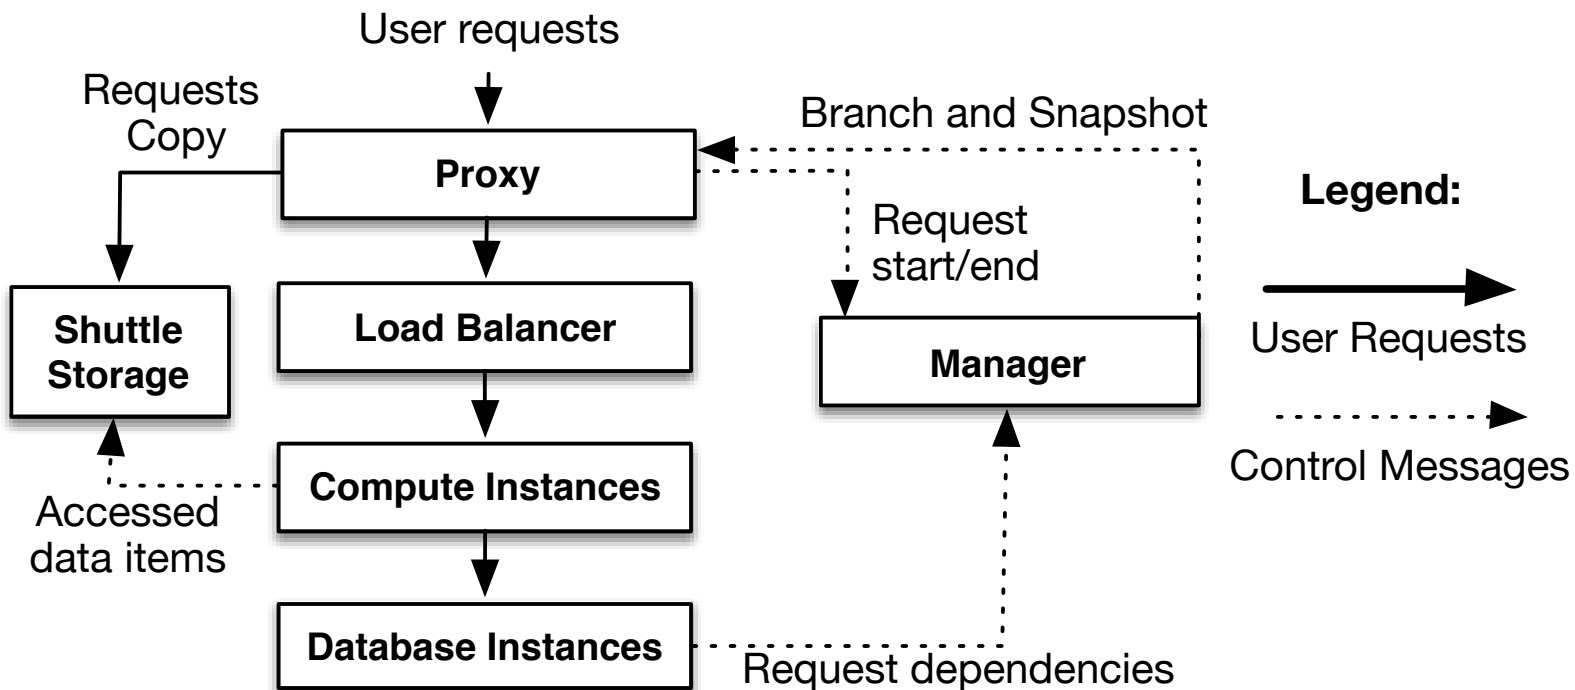 User requests
Requests
Copy
Branch and Snapshot
Proxy
Legend:
Request
start/end
Shuttle
Storage
Load Balancer
Manager
User Requests
Control Messages
Compute Instances
Accessed
data items
Database Instances
Request dependencies